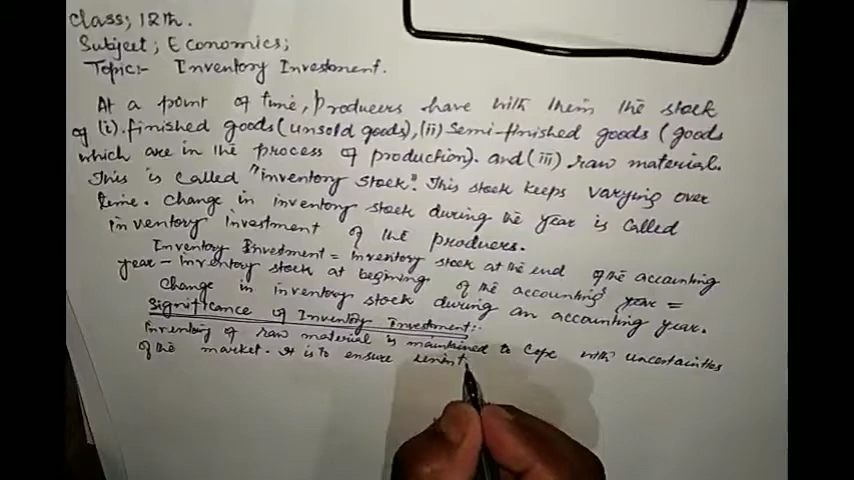 Class; 12th.
Subject; Economics;
Topic:- Inventory Investment.
At a point of time, Producers have with them the stock
of (i). finished goods (unsold goods), (ii) Semi-finished goods (goods
which are in the process of production). and (iii) raw material.
This is called "inventory stock". This stock keeps varying over
time. Change in inventory stock during the year is called
inventory investment of the producers.
Inventory Investment = inventory stock at the end of the accounting
year - inventory stock at begining of the accounting year =
Change in inventory stock during an accounting year.
Significance of Inventory Investment:-
Inventory of raw material is maintained to cope with uncertainties
of the market. It is to ensure